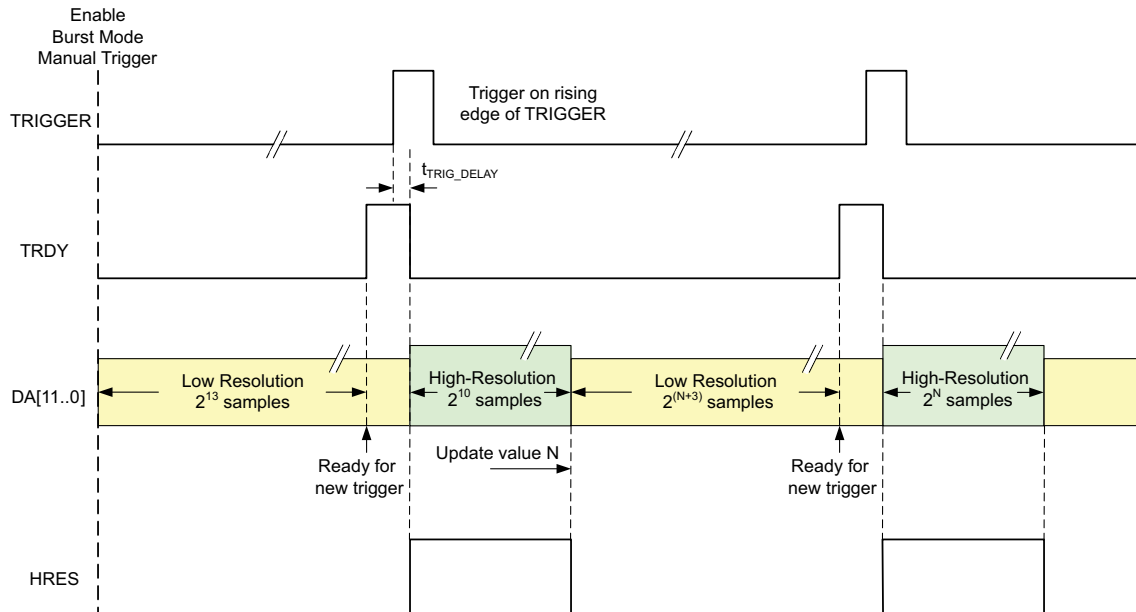 Enable
Burst Mode
Manual Trigger
TRIGGER
Trigger on rising
edge of TRIGGER
tTRIG_DELAY
TRDY
DA[11..0]
Low Resolution
2^13 samples
High-Resolution
2^10 samples
Low Resolution
2^(N+3) samples
High-Resolution
2^N samples
Ready for
new trigger
Update value N
Ready for
new trigger
HRES